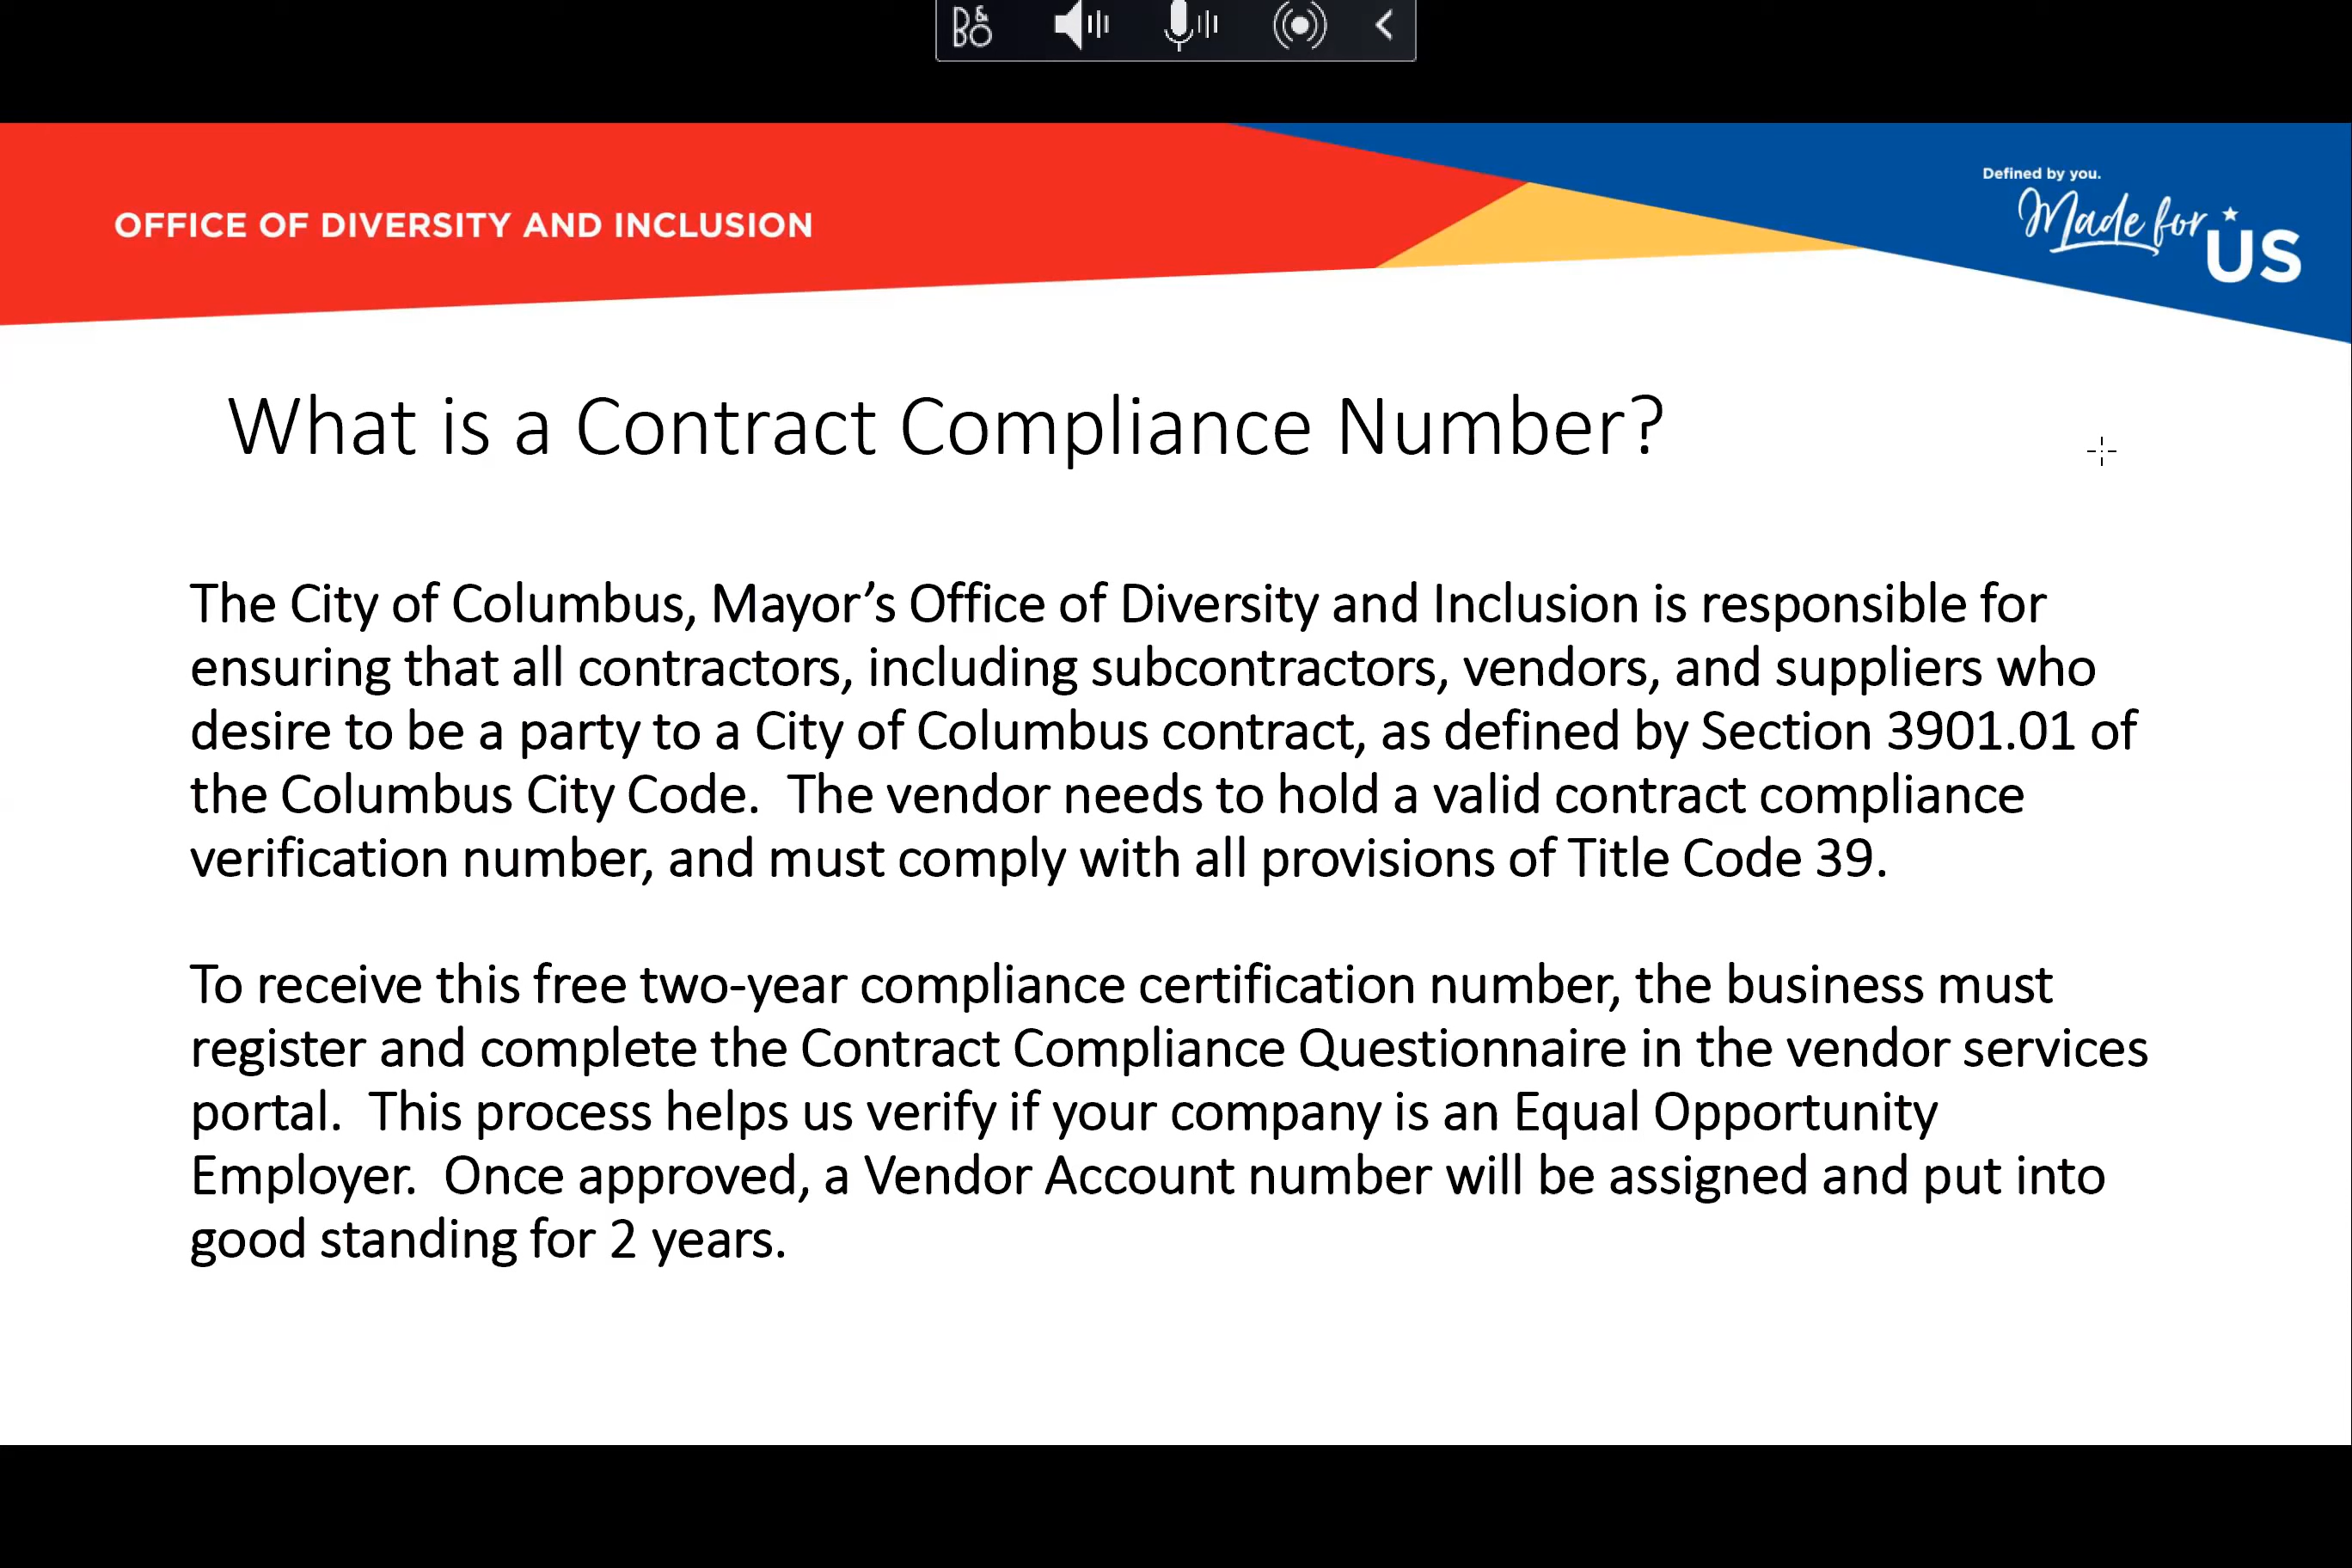 B&O
OFFICE OF DIVERSITY AND INCLUSION
Defined by you.
Made for US
What is a Contract Compliance Number?
The City of Columbus, Mayor’s Office of Diversity and Inclusion is responsible for
ensuring that all contractors, including subcontractors, vendors, and suppliers who
desire to be a party to a City of Columbus contract, as defined by Section 3901.01 of
the Columbus City Code.  The vendor needs to hold a valid contract compliance
verification number, and must comply with all provisions of Title Code 39.
To receive this free two-year compliance certification number, the business must
register and complete the Contract Compliance Questionnaire in the vendor services
portal.  This process helps us verify if your company is an Equal Opportunity
Employer.  Once approved, a Vendor Account number will be assigned and put into
good standing for 2 years.